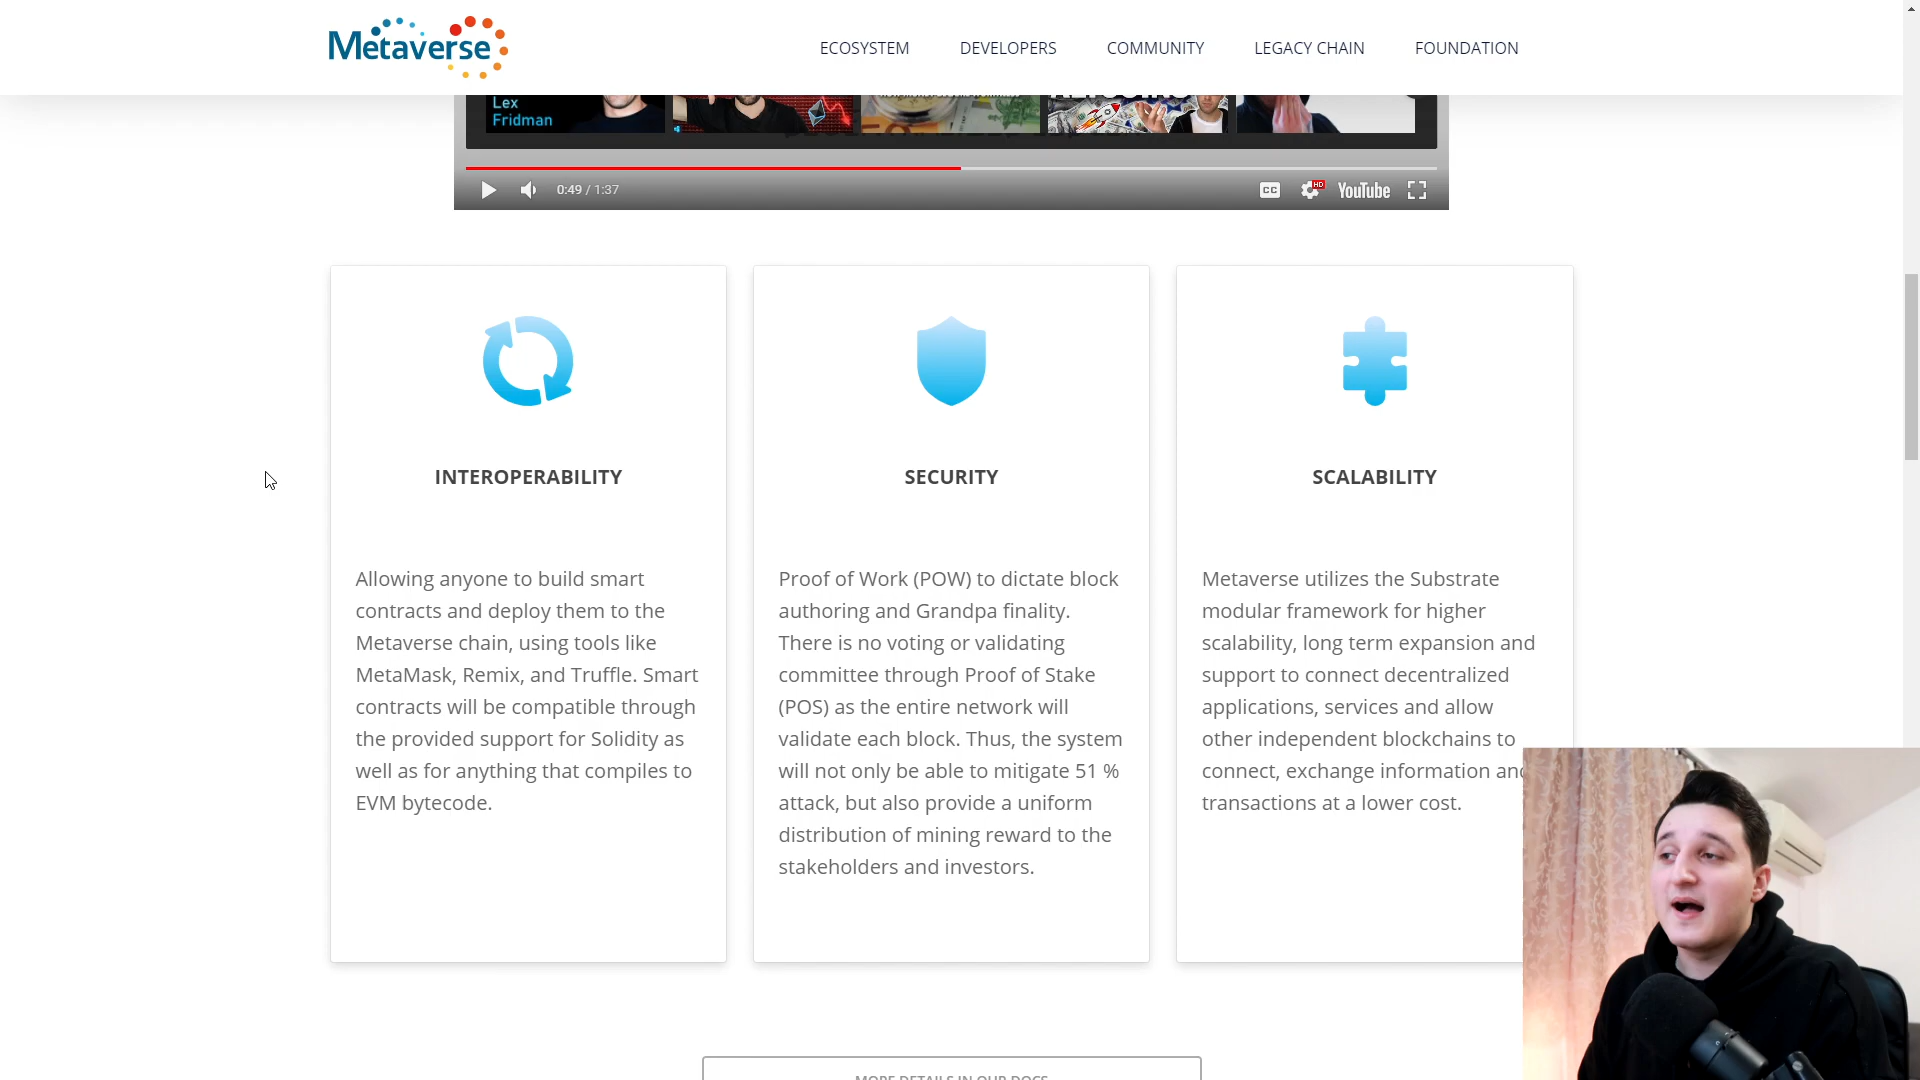 Metaverse
ECOSYSTEM DEVELOPERS COMMUNITY LEGACY CHAIN FOUNDATION
Lex
Fridman
0:49 / 1:37
CC HD YouTube
INTEROPERABILITY
Allowing anyone to build smart
contracts and deploy them to the
Metaverse chain, using tools like
MetaMask, Remix, and Truffle. Smart
contracts will be compatible through
the provided support for Solidity as
well as for anything that compiles to
EVM bytecode.
SECURITY
Proof of Work (POW) to dictate block
authoring and Grandpa finality.
There is no voting or validating
committee through Proof of Stake
(POS) as the entire network will
validate each block. Thus, the system
will not only be able to mitigate 51 %
attack, but also provide a uniform
distribution of mining reward to the
stakeholders and investors.
SCALABILITY
Metaverse utilizes the Substrate
modular framework for higher
scalability, long term expansion and
support to connect decentralized
applications, services and allow
other independent blockchains to
connect, exchange information and
transactions at a lower cost.
MORE DETAILS IN OUR DOCS